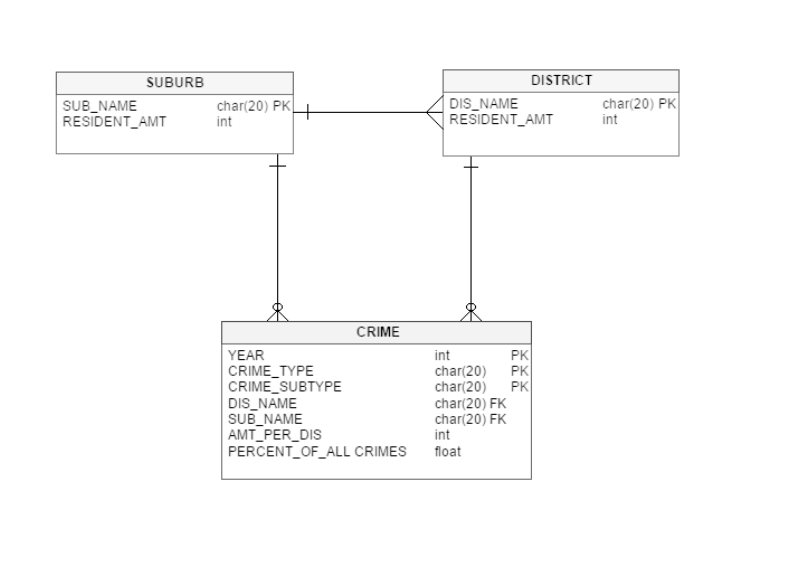 SUBURB
SUB_NAME char(20) PK
RESIDENT_AMT int
DISTRICT
DIS_NAME char(20) PK
RESIDENT_AMT int
CRIME
YEAR int PK
CRIME_TYPE char(20) PK
CRIME_SUBTYPE char(20) PK
DIS_NAME char(20) FK
SUB_NAME char(20) FK
AMT_PER_DIS int
PERCENT_OF_ALL CRIMES float